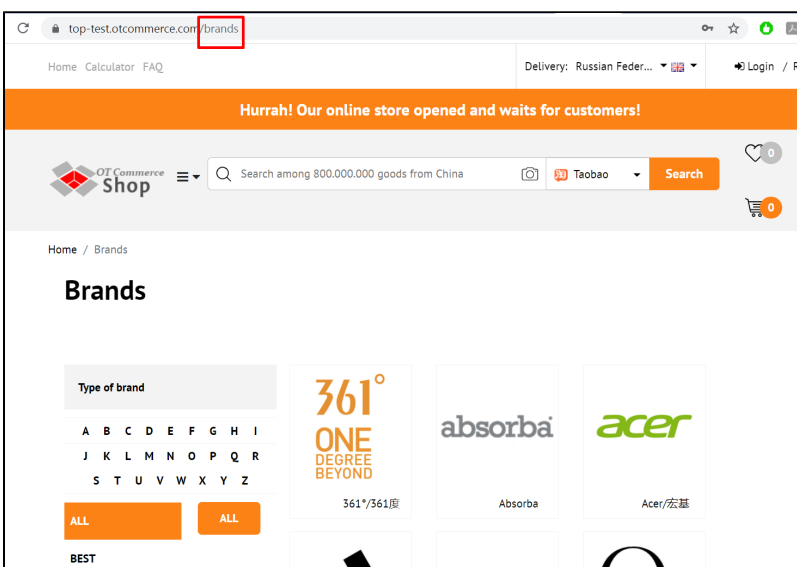 top-test.otcommerce.com/brands
Home Calculator FAQ
Delivery: Russian Feder...
Login / R
Hurrah! Our online store opened and waits for customers!
OT Commerce
Shop
Search among 800.000.000 goods from China
淘
Taobao
Search
0
0
Home / Brands
Brands
Type of brand
A B C D E F G H I
J K L M N O P Q R
S T U V W X Y Z
ALL
ALL
BEST
361°
ONE
DEGREE
BEYOND
361°/361度
absorba
Absorba
acer
Acer/宏基